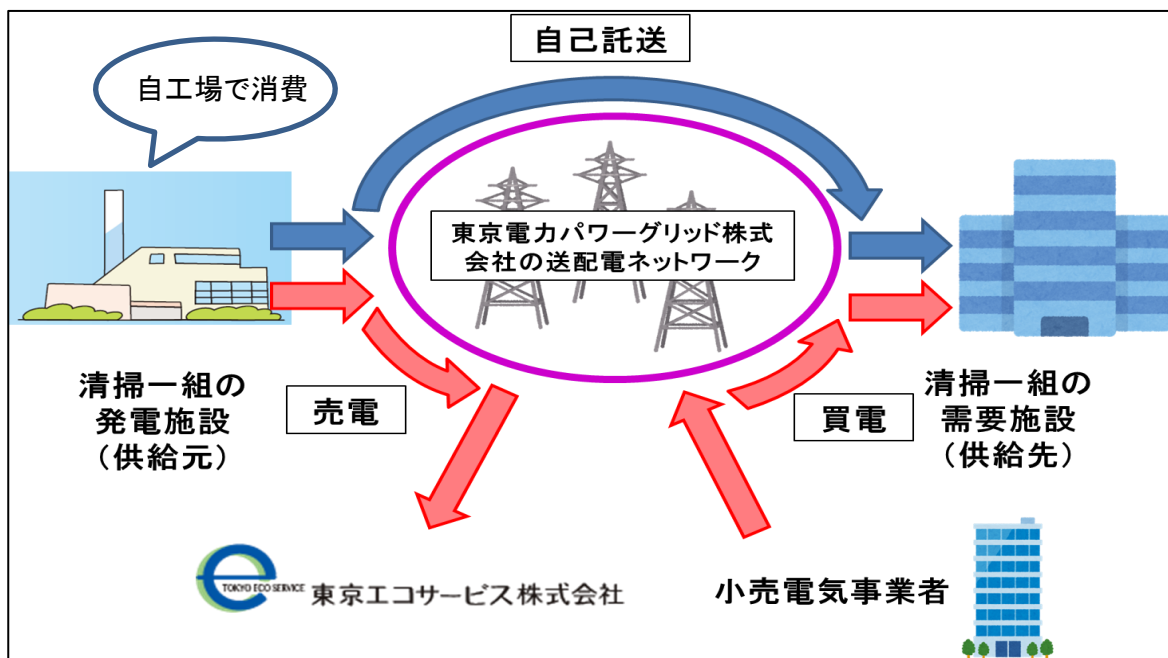 自己託送
自工場で消費
東京電力パワーグリッド株式
会社の送配電ネットワーク
清掃一組の
発電施設
（供給元）
売電
買電
清掃一組の
需要施設
（供給先）
TOKYO ECO SERVICE
東京エコサービス株式会社
小売電気事業者